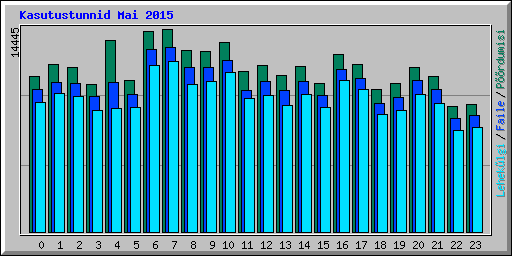 Kasutustunnid Mai 2015
14445
0 1 2 3 4 5 6 7 8 9 10 11 12 13 14 15 16 17 18 19 20 21 22 23
Lehekülgi / Faile / Pöördumisi